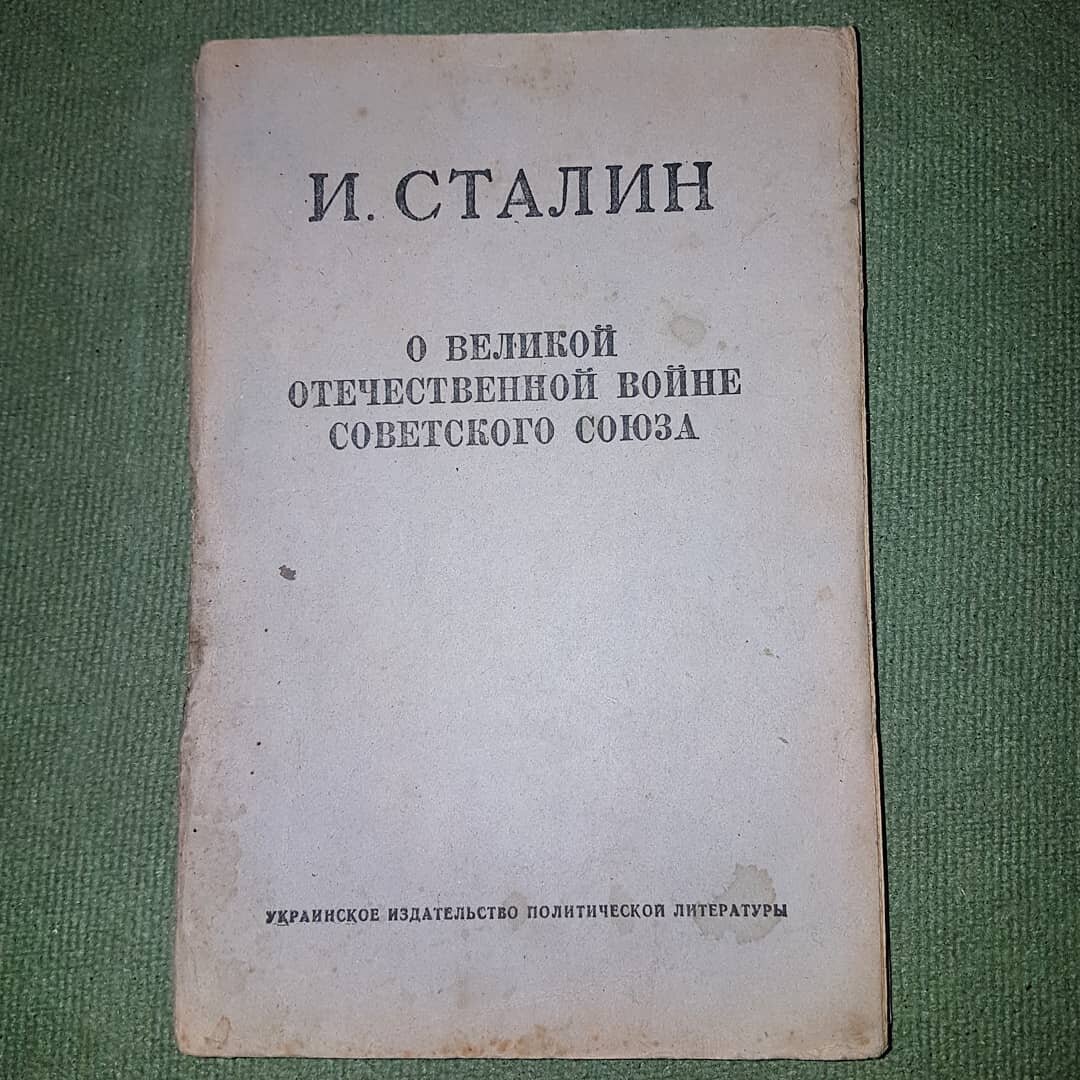 И. СТАЛИН
О ВЕЛИКОЙ
ОТЕЧЕСТВЕННОЙ ВОЙНЕ
СОВЕТСКОГО СОЮЗА
УКРАИНСКОЕ ИЗДАТЕЛЬСТВО ПОЛИТИЧЕСКОЙ ЛИТЕРАТУРЫ